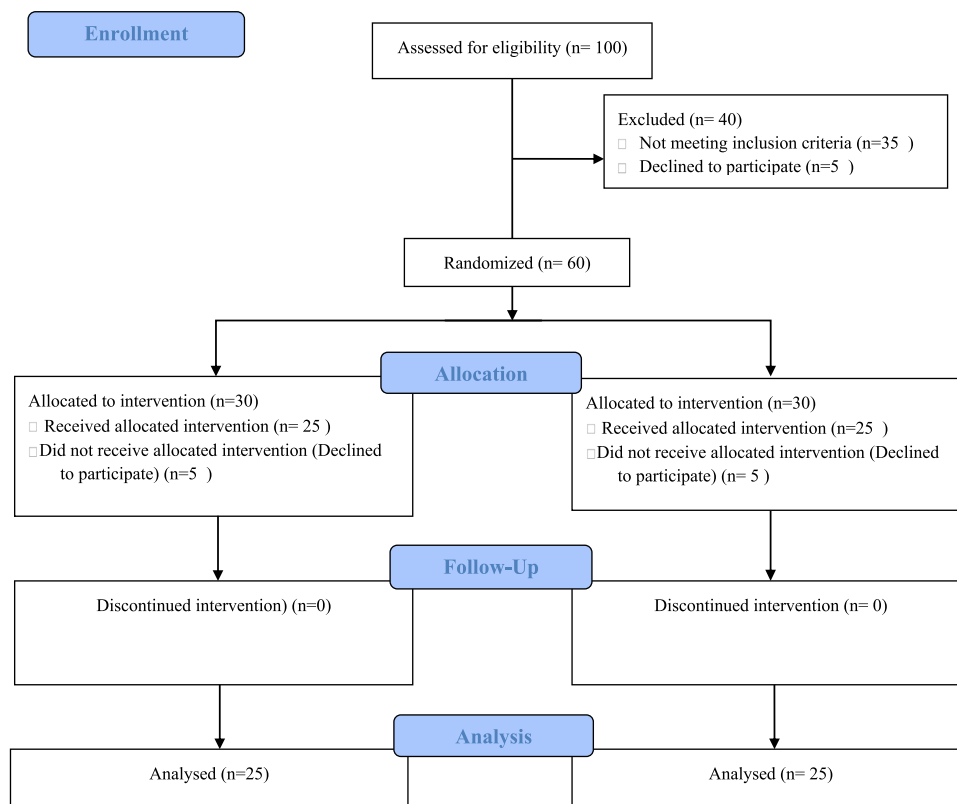 Enrollment
Assessed for eligibility (n= 100)
Excluded (n= 40)
□ Not meeting inclusion criteria (n=35 )
□ Declined to participate (n=5 )
Randomized (n= 60)
Allocation
Allocated to intervention (n=30)
□ Received allocated intervention (n= 25 )
□Did not receive allocated intervention (Declined
to participate) (n=5 )
Allocated to intervention (n=30)
□ Received allocated intervention (n=25 )
□Did not receive allocated intervention (Declined
to participate) (n= 5 )
Follow-Up
Discontinued intervention) (n=0)
Discontinued intervention (n= 0)
Analysis
Analysed (n=25)
Analysed (n= 25)